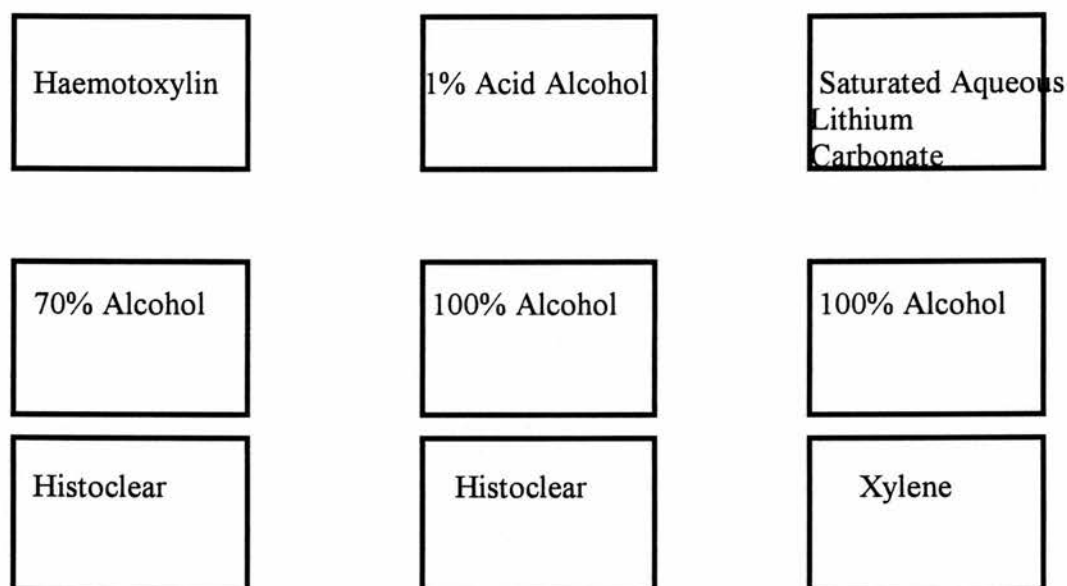 Haemotoxylin
1% Acid Alcohol
Saturated Aqueous
Lithium
Carbonate
70% Alcohol
100% Alcohol
100% Alcohol
Histoclear
Histoclear
Xylene